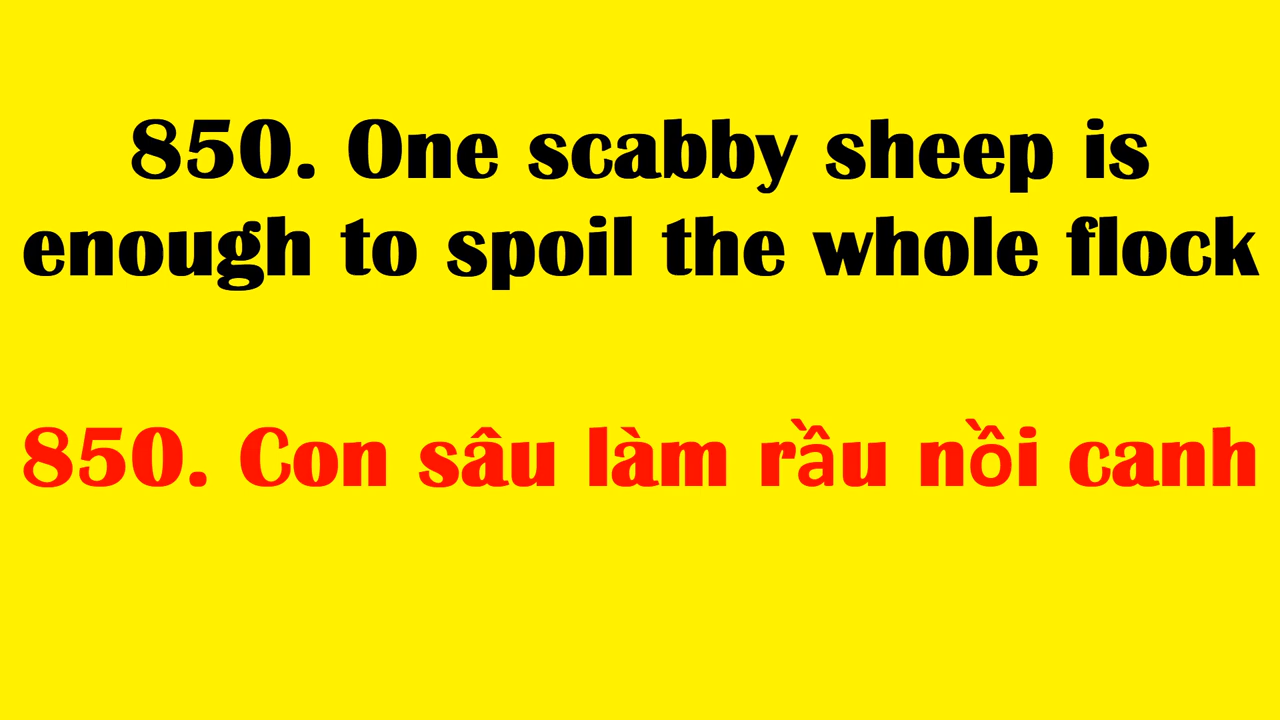 850. One scabby sheep is
enough to spoil the whole flock
850. Con sâu làm rầu nồi canh